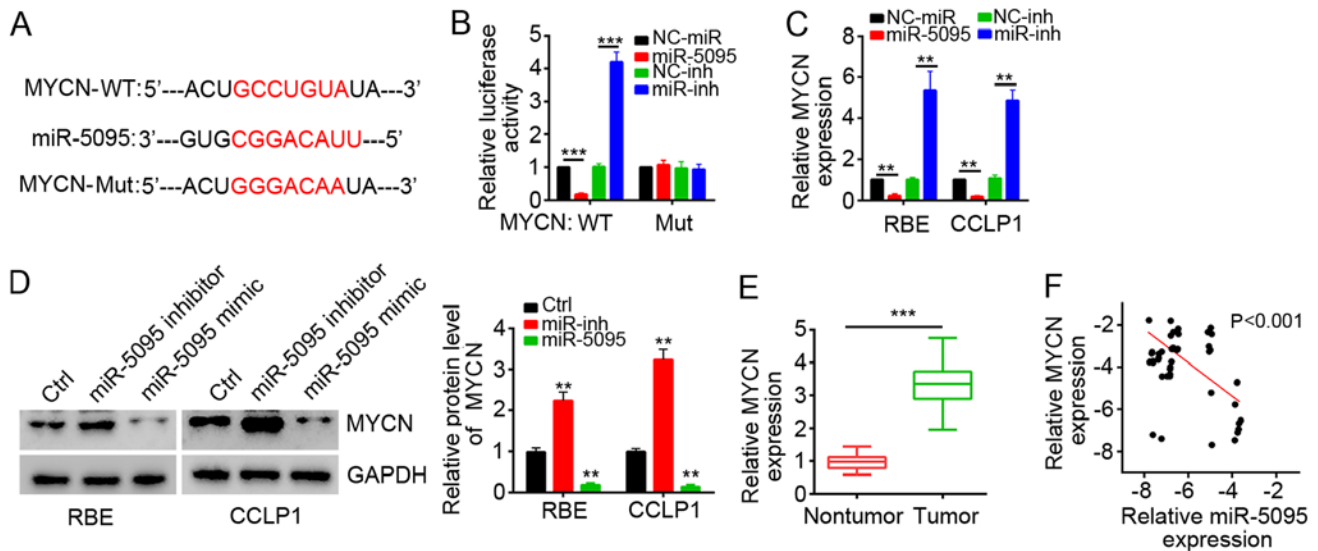 A
MYCN-WT:5’---ACUGCCUGUAUA---3’
miR-5095:3’---GUGCGGACAUU---5’
MYCN-Mut:5’---ACUGGGACAAUA---3’
B
Relative luciferase
activity
5
4
3
2
1
0
***
***
NC-miR
miR-5095
NC-inh
miR-inh
MYCN: WT
Mut
C
NC-miR
miR-5095
NC-inh
miR-inh
Relative MYCN
expression
8
6
4
2
0
**
**
**
**
RBE
CCLP1
D
Ctrl
miR-5095 inhibitor
miR-5095 mimic
Ctrl
miR-5095 inhibitor
miR-5095 mimic
MYCN
GAPDH
RBE
CCLP1
Relative protein level
of MYCN
4
3
2
1
0
Ctrl
miR-inh
miR-5095
**
**
**
**
RBE
CCLP1
E
Relative MYCN
expression
5
4
3
2
1
0
***
Nontumor
Tumor
F
Relative MYCN
expression
-2
-4
-6
-8
P<0.001
-8
-6
-4
-2
Relative miR-5095
expression